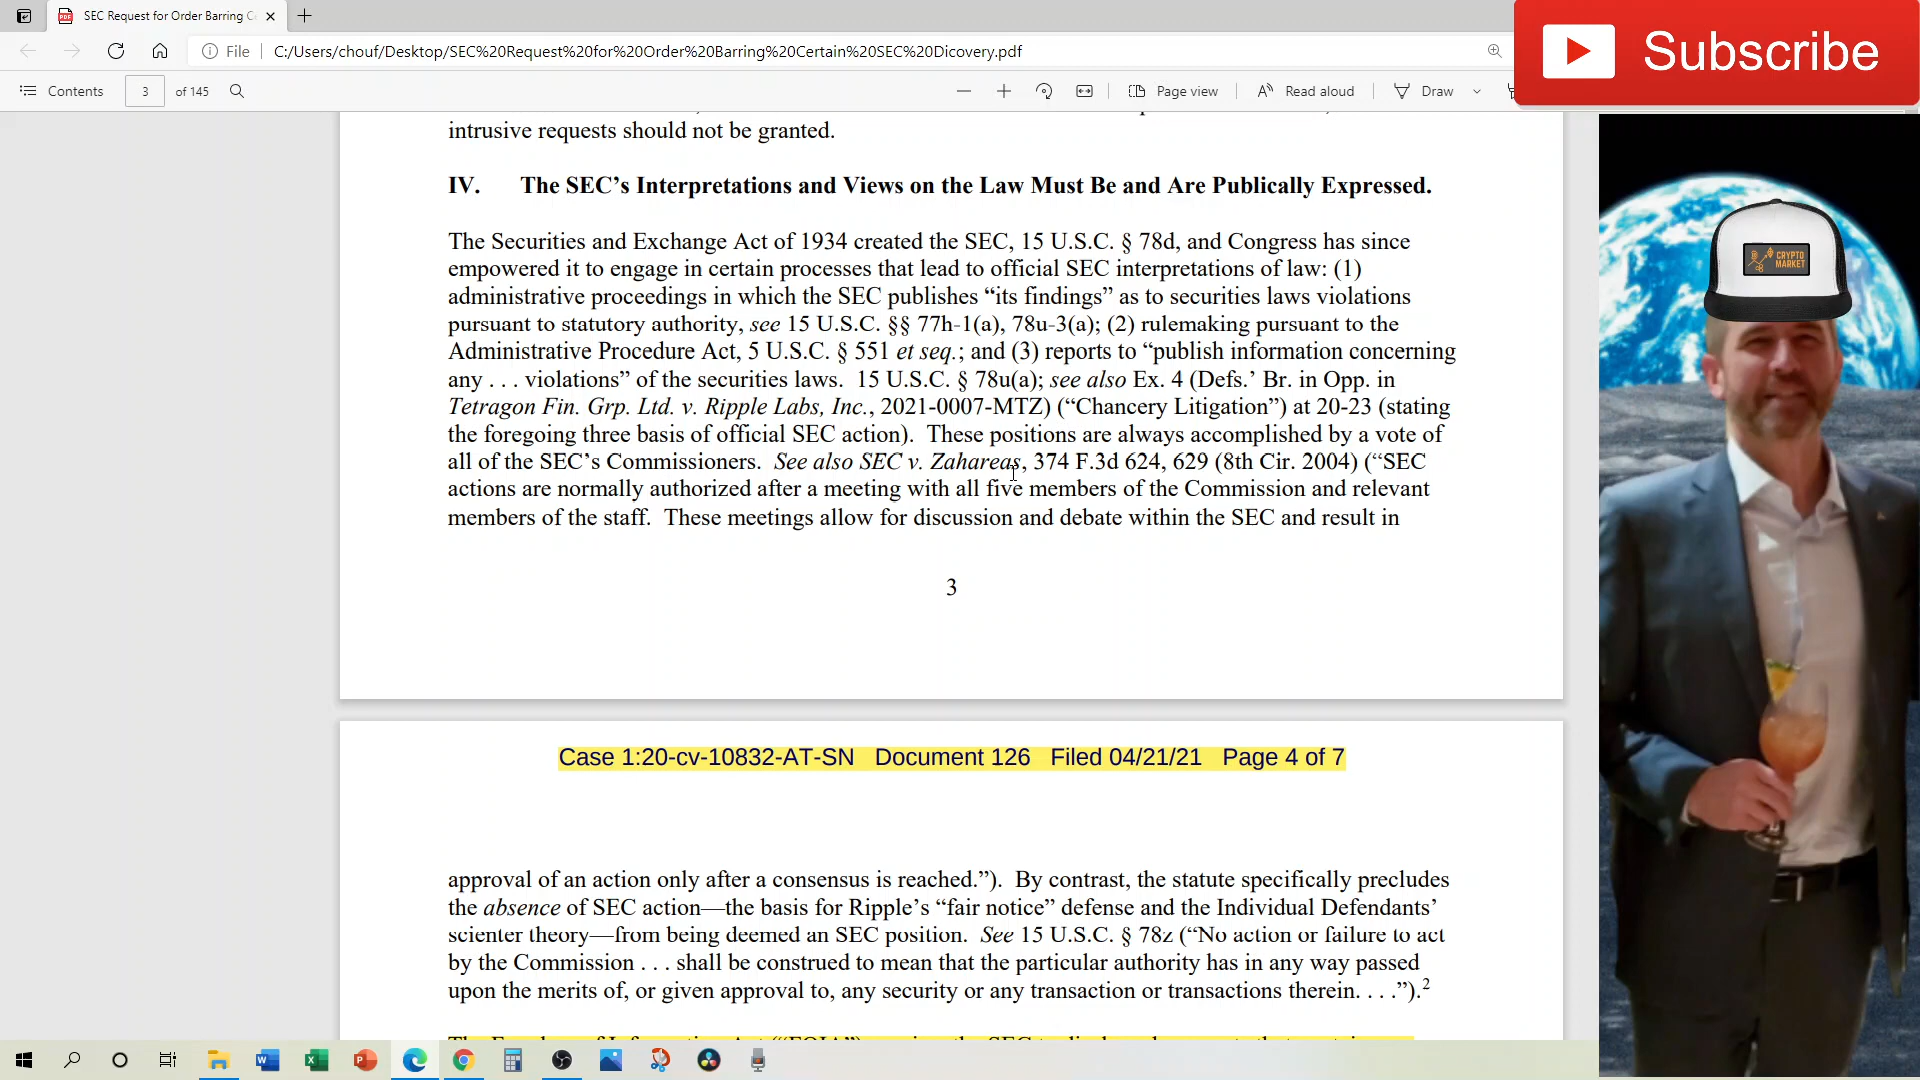 SEC Request for Order Barring C
File
C:/Users/chouf/Desktop/SEC%20Request%20for%20Order%20Barring%20Certain%20SEC%20Dicovery.pdf
Subscribe
Contents
3
of 145
Page view
Read aloud
Draw
intrusive requests should not be granted.
IV. The SEC’s Interpretations and Views on the Law Must Be and Are Publically Expressed.
The Securities and Exchange Act of 1934 created the SEC, 15 U.S.C. § 78d, and Congress has since
empowered it to engage in certain processes that lead to official SEC interpretations of law: (1)
administrative proceedings in which the SEC publishes “its findings” as to securities laws violations
pursuant to statutory authority, see 15 U.S.C. §§ 77h-1(a), 78u-3(a); (2) rulemaking pursuant to the
Administrative Procedure Act, 5 U.S.C. § 551 et seq.; and (3) reports to “publish information concerning
any . . . violations” of the securities laws. 15 U.S.C. § 78u(a); see also Ex. 4 (Defs.’ Br. in Opp. in
Tetragon Fin. Grp. Ltd. v. Ripple Labs, Inc., 2021-0007-MTZ) (“Chancery Litigation”) at 20-23 (stating
the foregoing three basis of official SEC action). These positions are always accomplished by a vote of
all of the SEC’s Commissioners. See also SEC v. Zahareas, 374 F.3d 624, 629 (8th Cir. 2004) (“SEC
actions are normally authorized after a meeting with all five members of the Commission and relevant
members of the staff. These meetings allow for discussion and debate within the SEC and result in
3
Case 1:20-cv-10832-AT-SN Document 126 Filed 04/21/21 Page 4 of 7
approval of an action only after a consensus is reached.”). By contrast, the statute specifically precludes
the absence of SEC action—the basis for Ripple’s “fair notice” defense and the Individual Defendants’
scienter theory—from being deemed an SEC position. See 15 U.S.C. § 78z (“No action or failure to act
by the Commission . . . shall be construed to mean that the particular authority has in any way passed
upon the merits of, or given approval to, any security or any transaction or transactions therein. . . .”).2
CRYPTO
MARKET